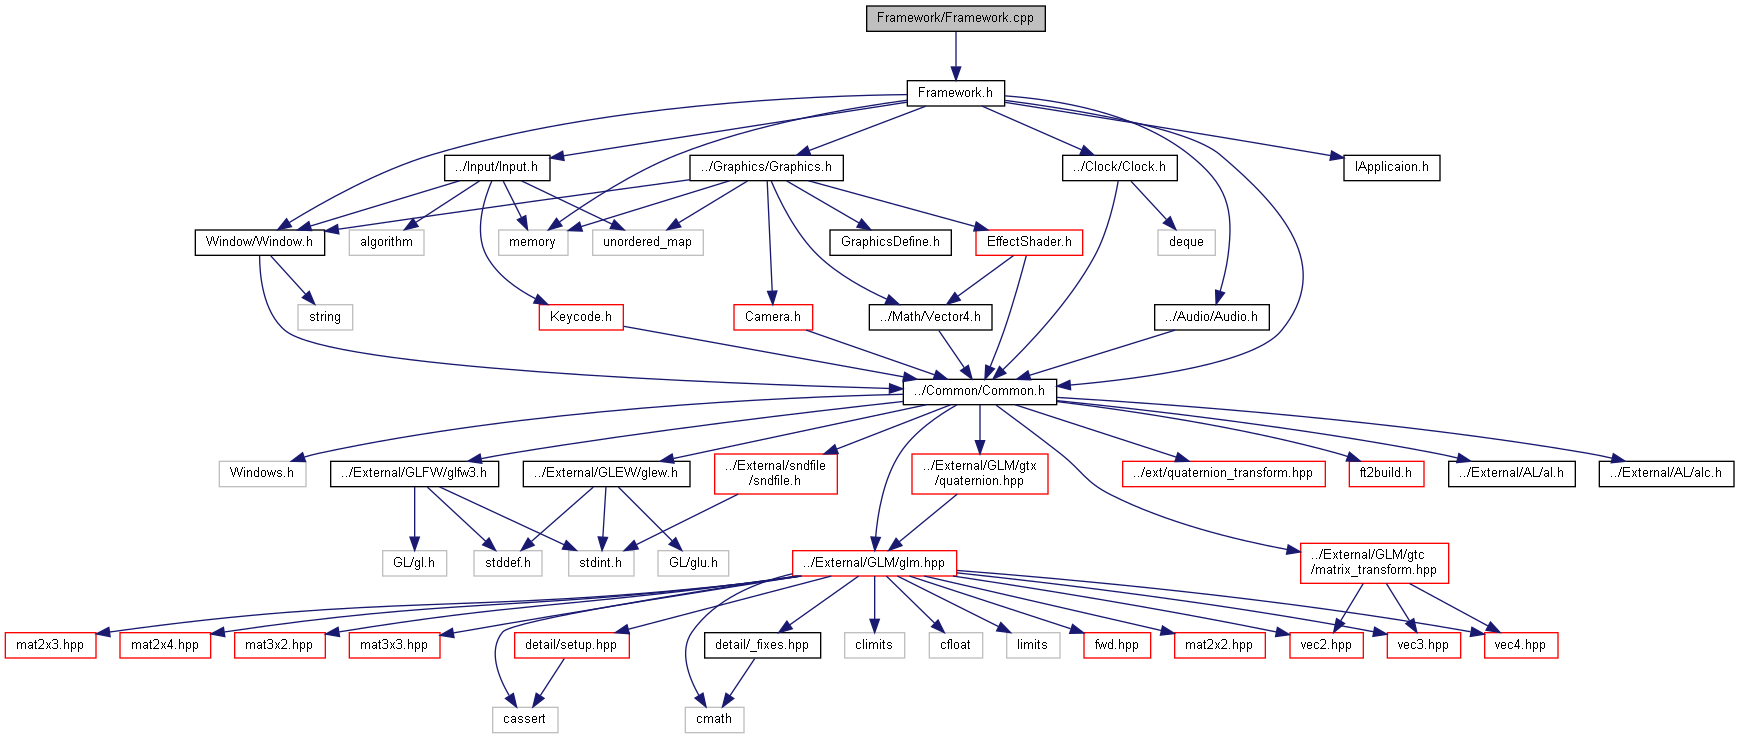 Framework/Framework.cpp
Framework.h
../Input/Input.h
../Graphics/Graphics.h
../Clock/Clock.h
IApplicaion.h
Window/Window.h
algorithm
memory
unordered_map
GraphicsDefine.h
EffectShader.h
deque
string
Keycode.h
Camera.h
../Math/Vector4.h
../Audio/Audio.h
../Common/Common.h
Windows.h
../External/GLFW/glfw3.h
../External/GLEW/glew.h
../External/sndfile
/sndfile.h
../External/GLM/gtx
/quaternion.hpp
../ext/quaternion_transform.hpp
ft2build.h
../External/AL/al.h
../External/AL/alc.h
GL/gl.h
stddef.h
stdint.h
GL/glu.h
../External/GLM/glm.hpp
../External/GLM/gtc
/matrix_transform.hpp
mat2x3.hpp
mat2x4.hpp
mat3x2.hpp
mat3x3.hpp
detail/setup.hpp
detail/_fixes.hpp
climits
cfloat
limits
fwd.hpp
mat2x2.hpp
vec2.hpp
vec3.hpp
vec4.hpp
cassert
cmath